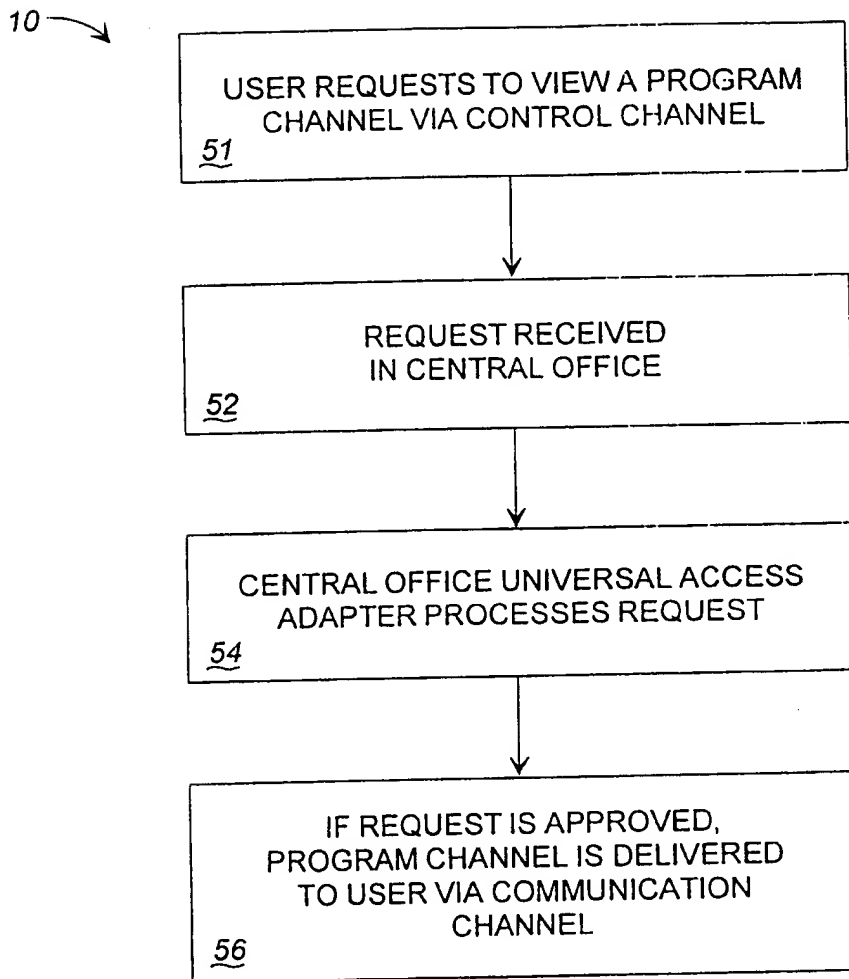 10
USER REQUESTS TO VIEW A PROGRAM
CHANNEL VIA CONTROL CHANNEL
51
REQUEST RECEIVED
IN CENTRAL OFFICE
52
CENTRAL OFFICE UNIVERSAL ACCESS
ADAPTER PROCESSES REQUEST
54
IF REQUEST IS APPROVED,
PROGRAM CHANNEL IS DELIVERED
TO USER VIA COMMUNICATION
CHANNEL
56